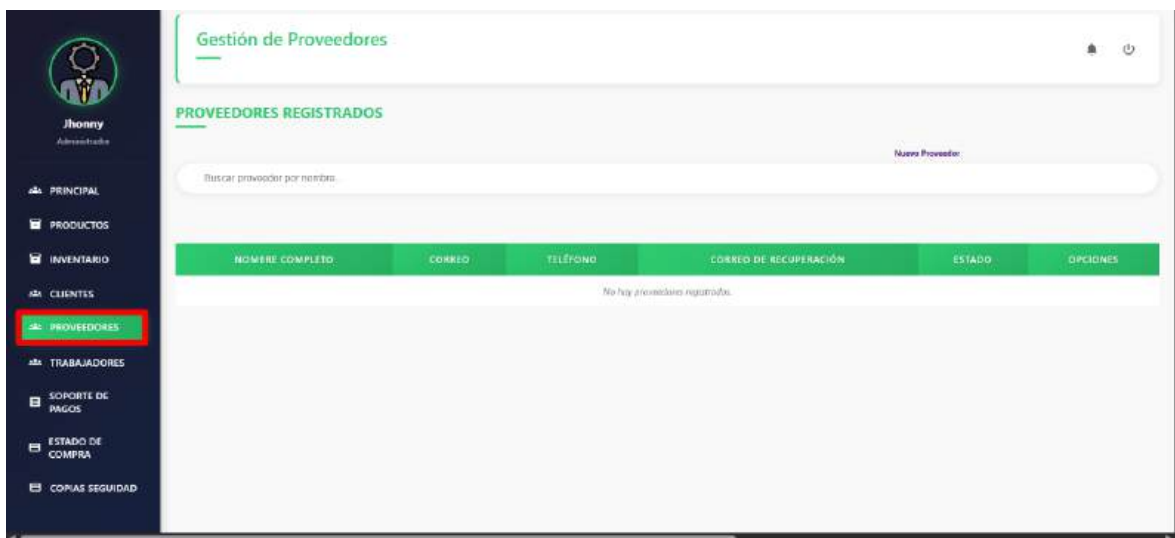 Gestión de Proveedores
Jhonny
Administrador
PROVEEDORES REGISTRADOS
Nuevo Proveedor
Buscar proveedor por nombre.
PRINCIPAL
PRODUCTOS
INVENTARIO
CLIENTES
PROVEEDORES
TRABAJADORES
SOPORTE DE
PAGOS
ESTADO DE
COMPRA
COPIAS SEGUIDAD
NOMBRE COMPLETO CORREO TELÉFONO CORREO DE RECUPERACIÓN ESTADO OPCIONES
No hay proveedores registrados.